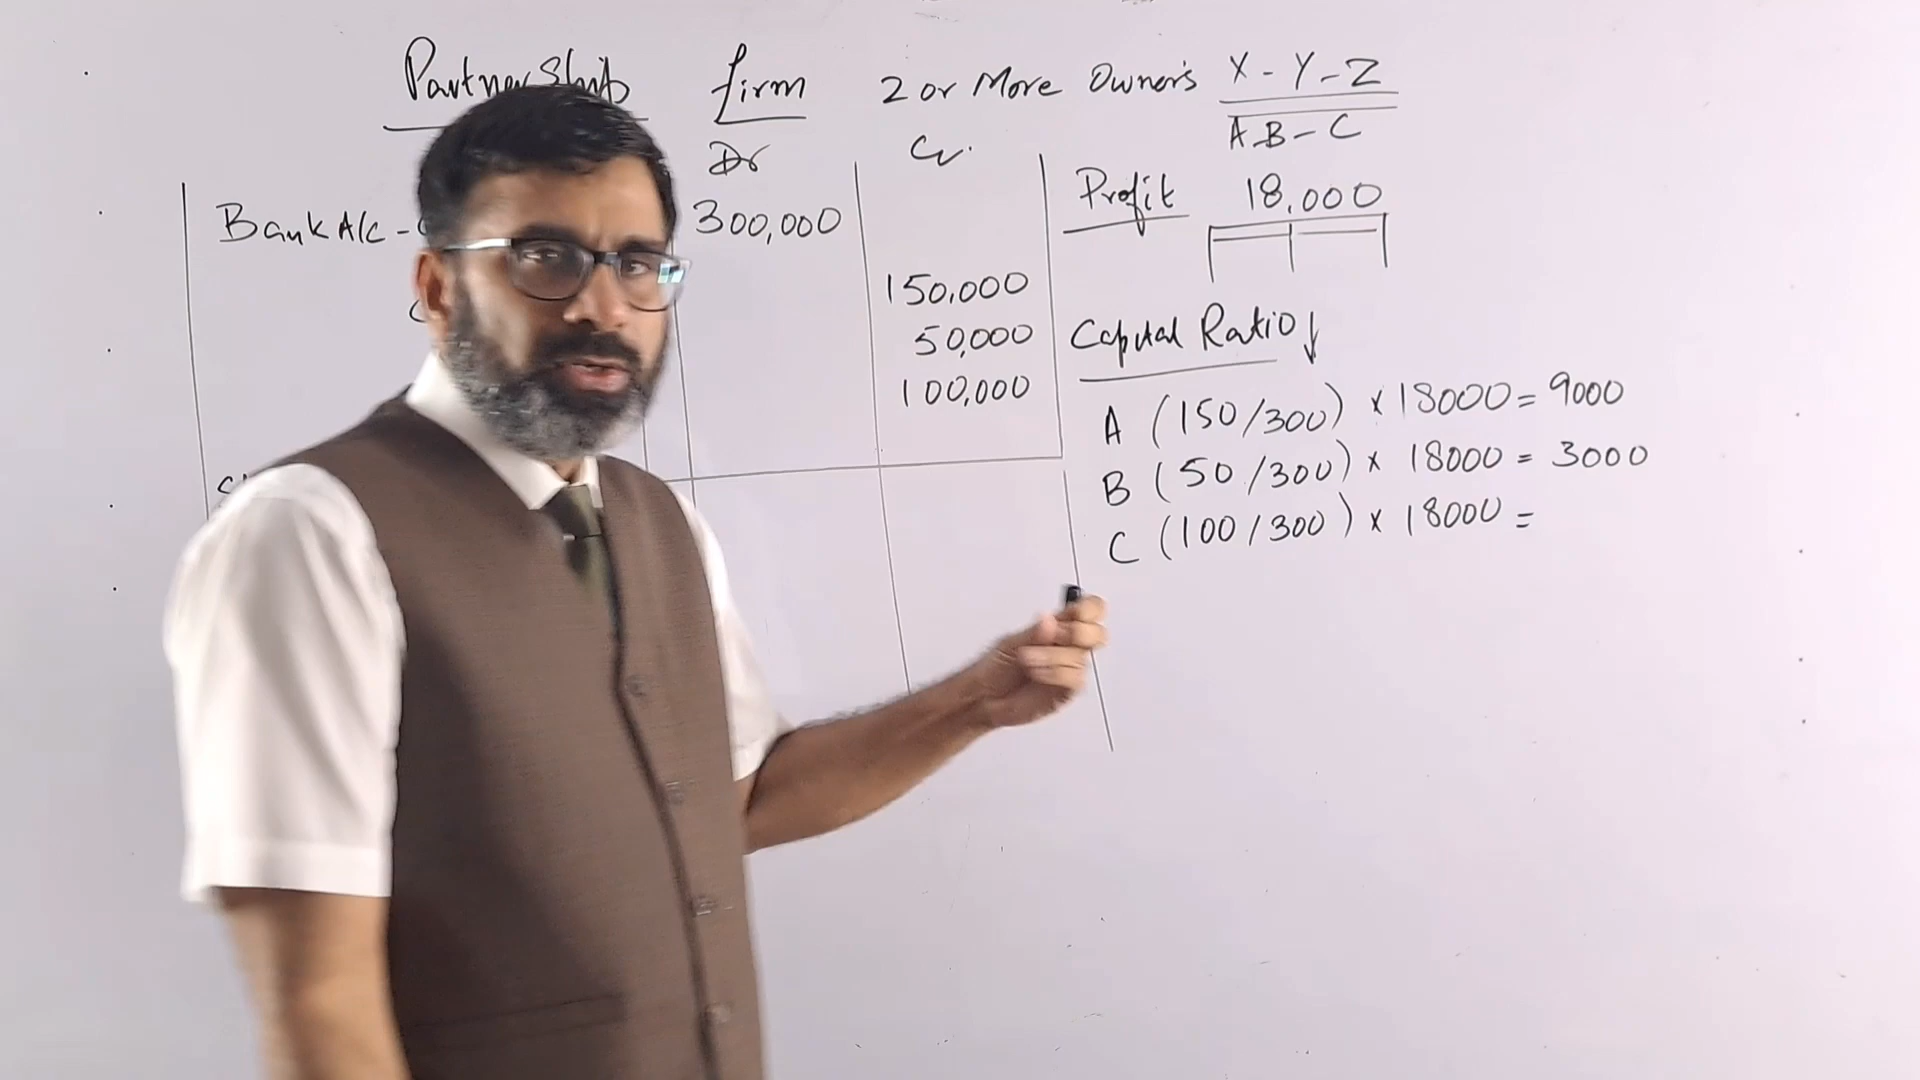 Partnership firm 2 or More Owner's X - Y - Z
A-B-C
Dr Cr.
Bank A/c - 300,000
150,000
50,000
100,000
Profit 18,000
Capital Ratio ↓
A (150/300) × 18000 = 9000
B (50/300) × 18000 = 3000
C (100/300) × 18000 =